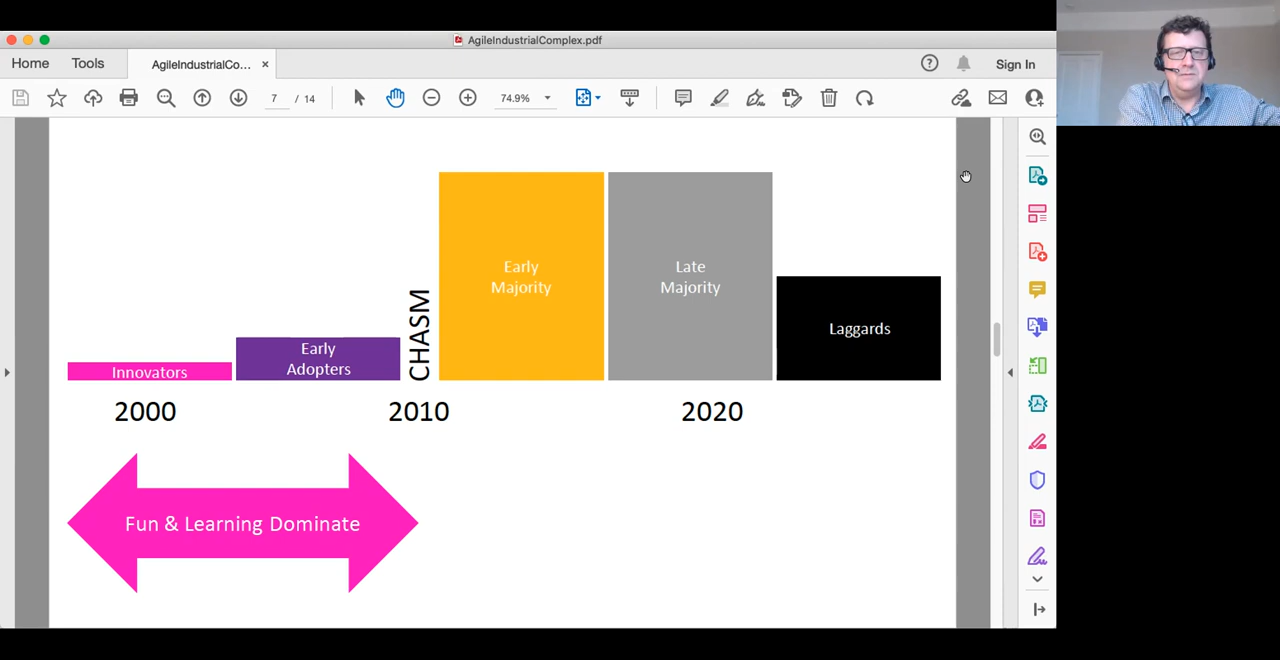 AgileIndustrialComplex.pdf
Home Tools AgileIndustrialCo... × Sign In
7 / 14 74.9%
Early
Majority
Late
Majority
Laggards
CHASM
Early
Adopters
Innovators
2000 2010 2020
Fun & Learning Dominate